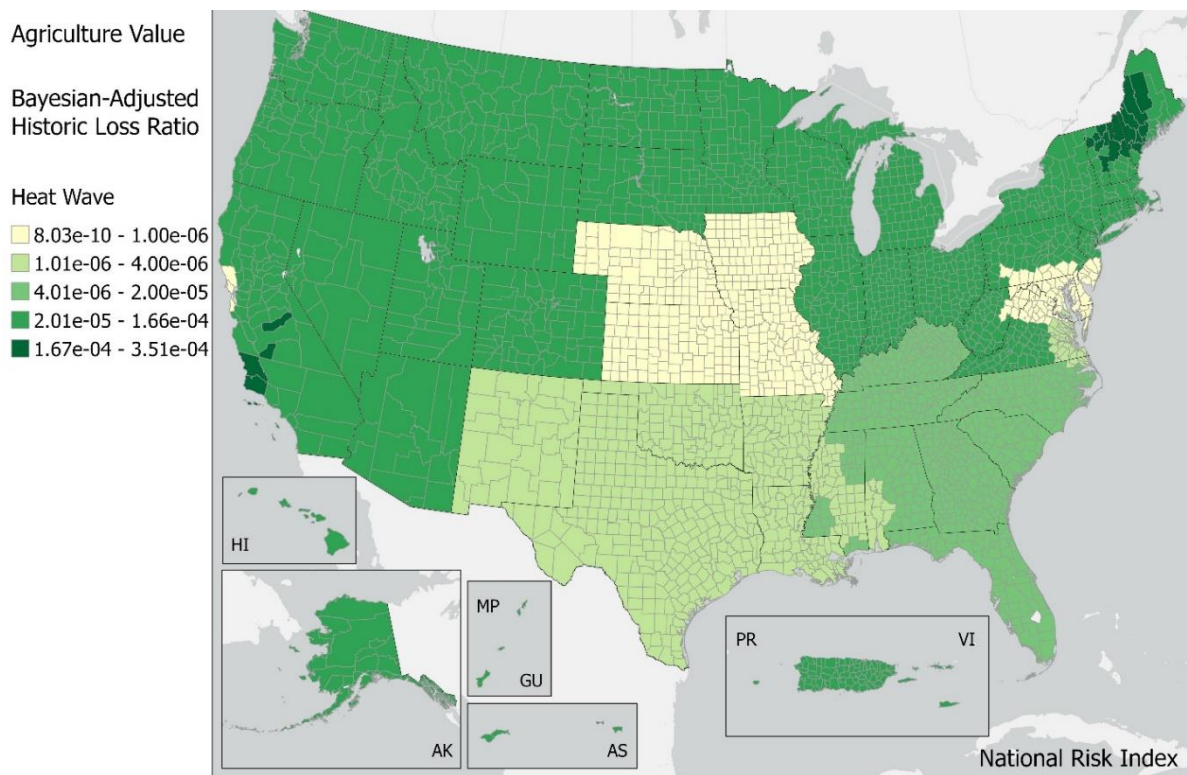 Agriculture Value
Bayesian-Adjusted
Historic Loss Ratio
Heat Wave
8.03e-10 - 1.00e-06
1.01e-06 - 4.00e-06
4.01e-06 - 2.00e-05
2.01e-05 - 1.66e-04
1.67e-04 - 3.51e-04
HI
AK
MP
GU
AS
PR
VI
National Risk Index